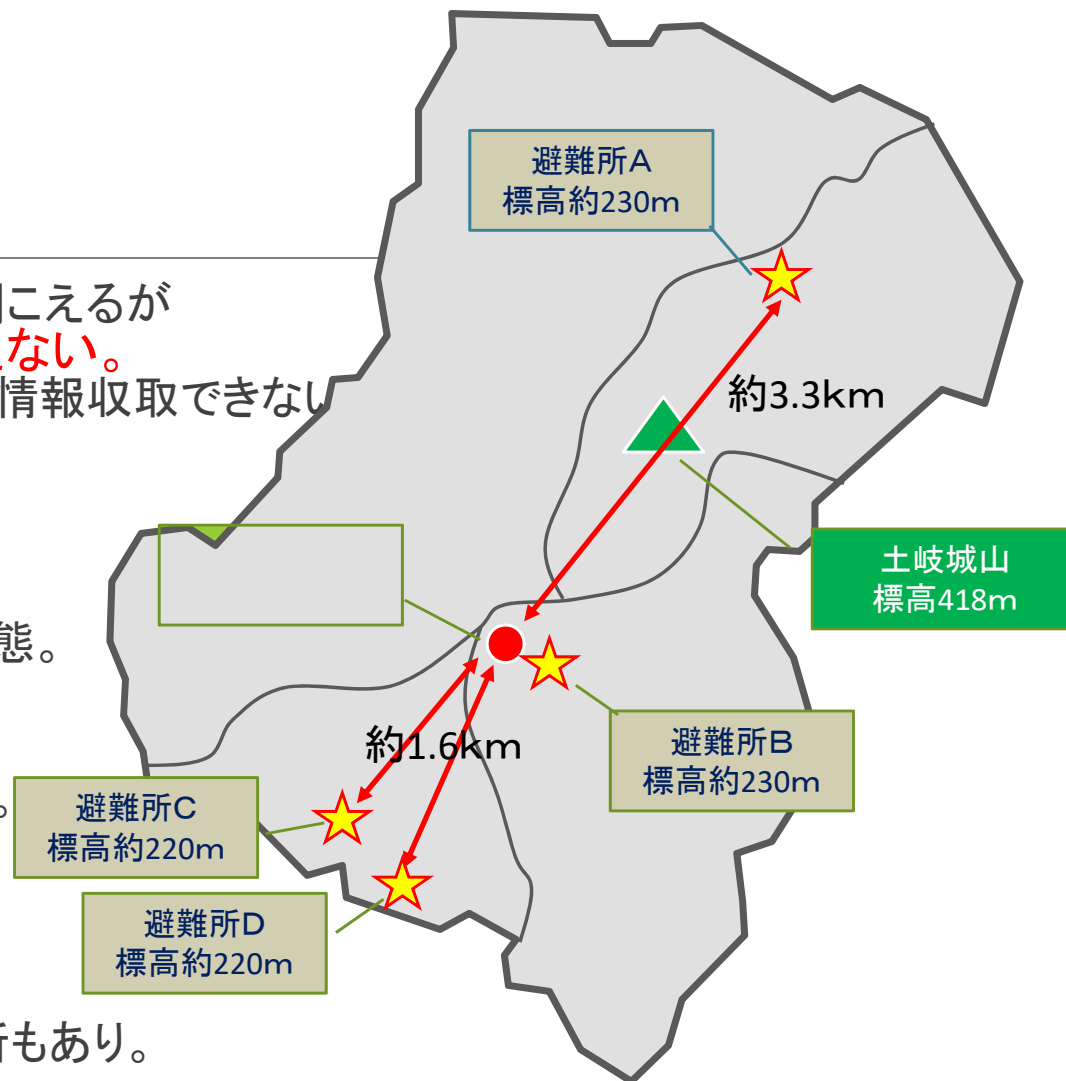 避難所A
標高約230m
こえるが
ない。
情報収取できない
約3.3km
土岐城山
標高418m
態。
約1.6km
避難所B
標高約230m
。
避難所C
標高約220m
避難所D
標高約220m
所もあり。